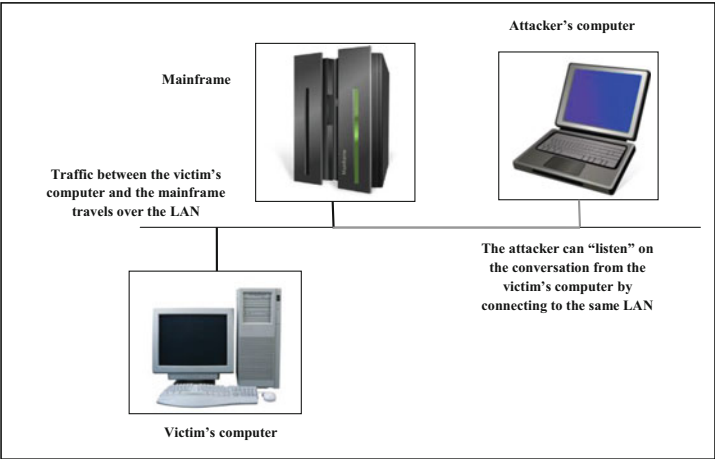 Attacker's computer
Mainframe
Traffic between the victim's
computer and the mainframe
travels over the LAN
The attacker can “listen” on
the conversation from the
victim's computer by
connecting to the same LAN
Victim's computer